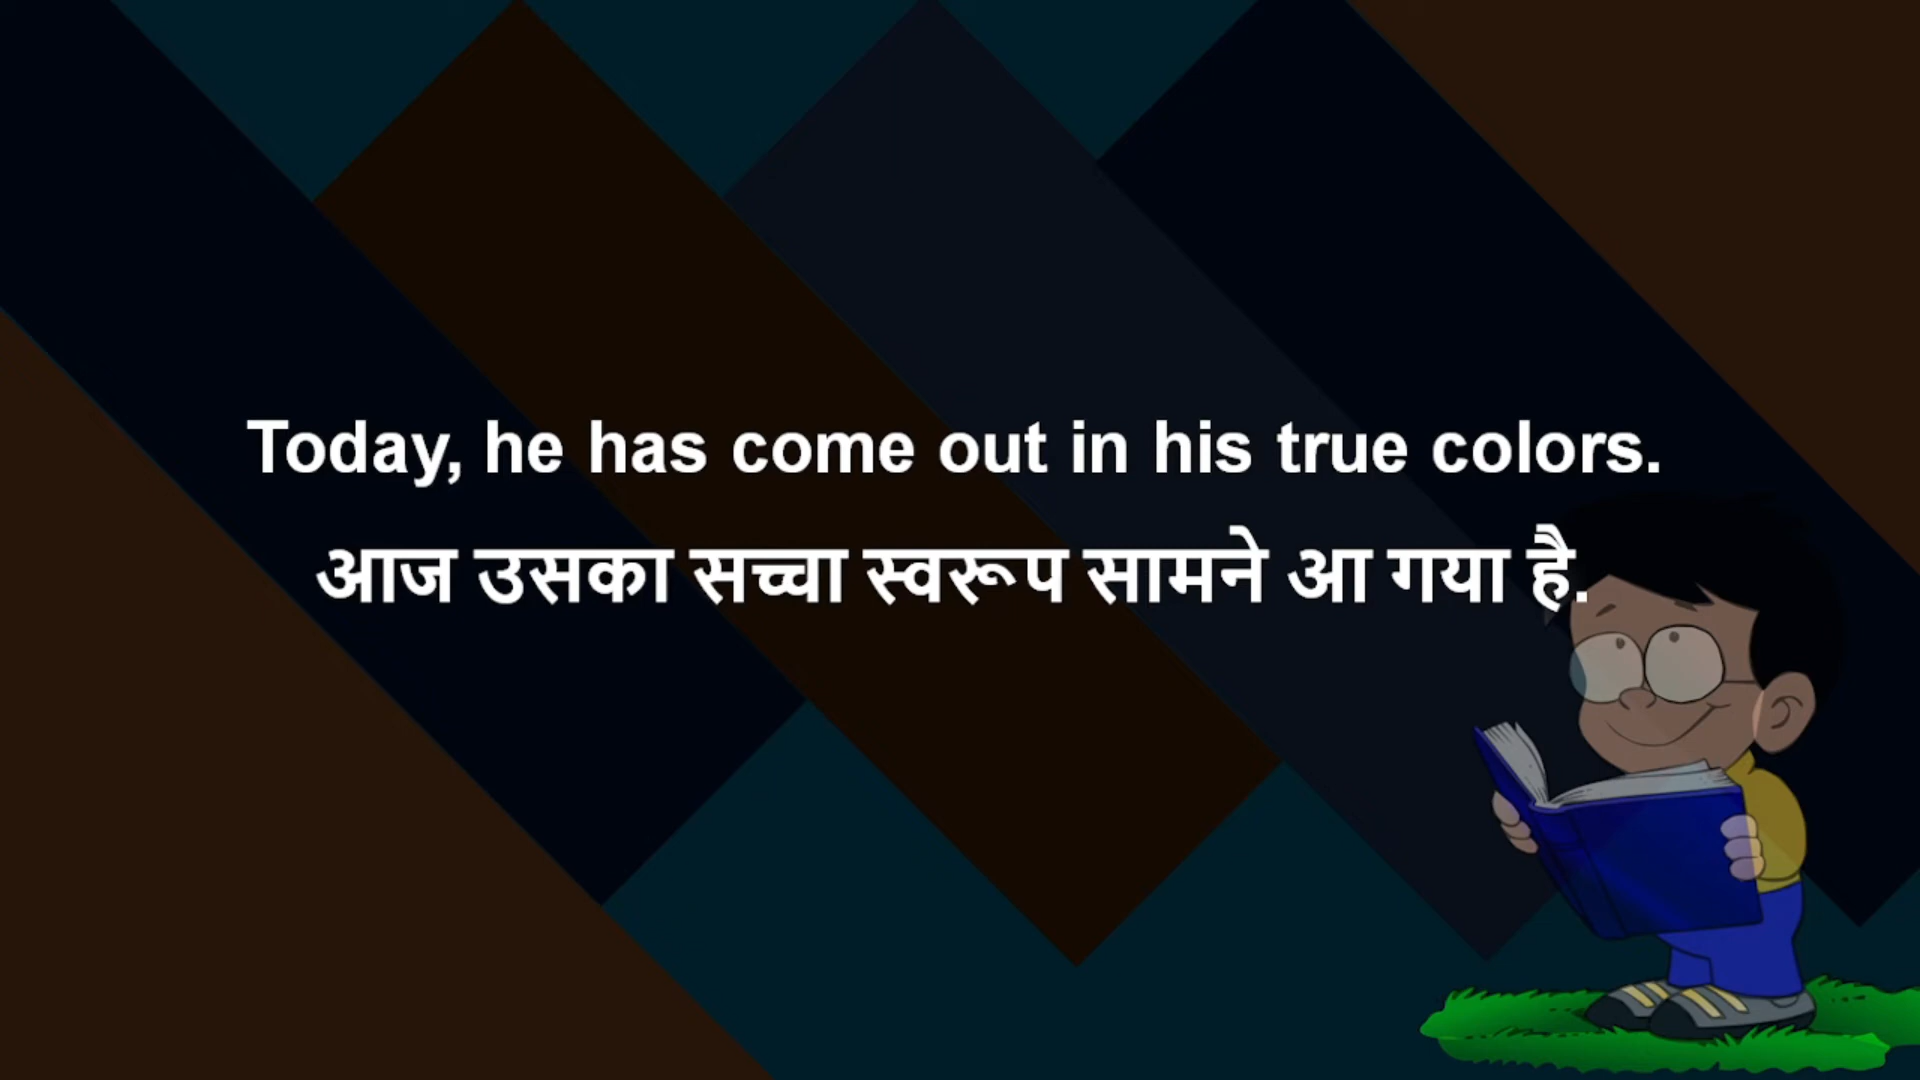 Today, he has come out in his true colors.
आज उसका सच्चा स्वरूप सामने आ गया है.